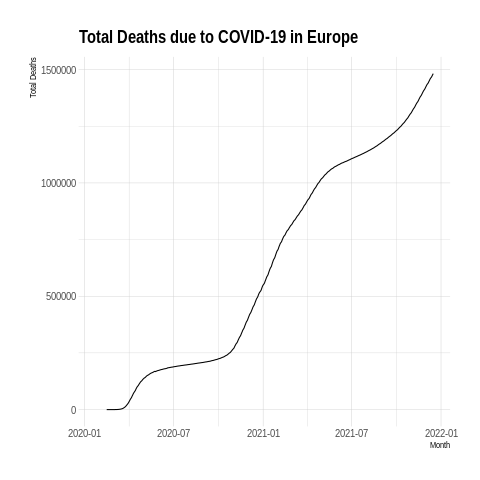 Total Deaths due to COVID-19 in Europe
Total Deaths
1500000
1000000
500000
0
2020-01 2020-07 2021-01 2021-07 2022-01
Month